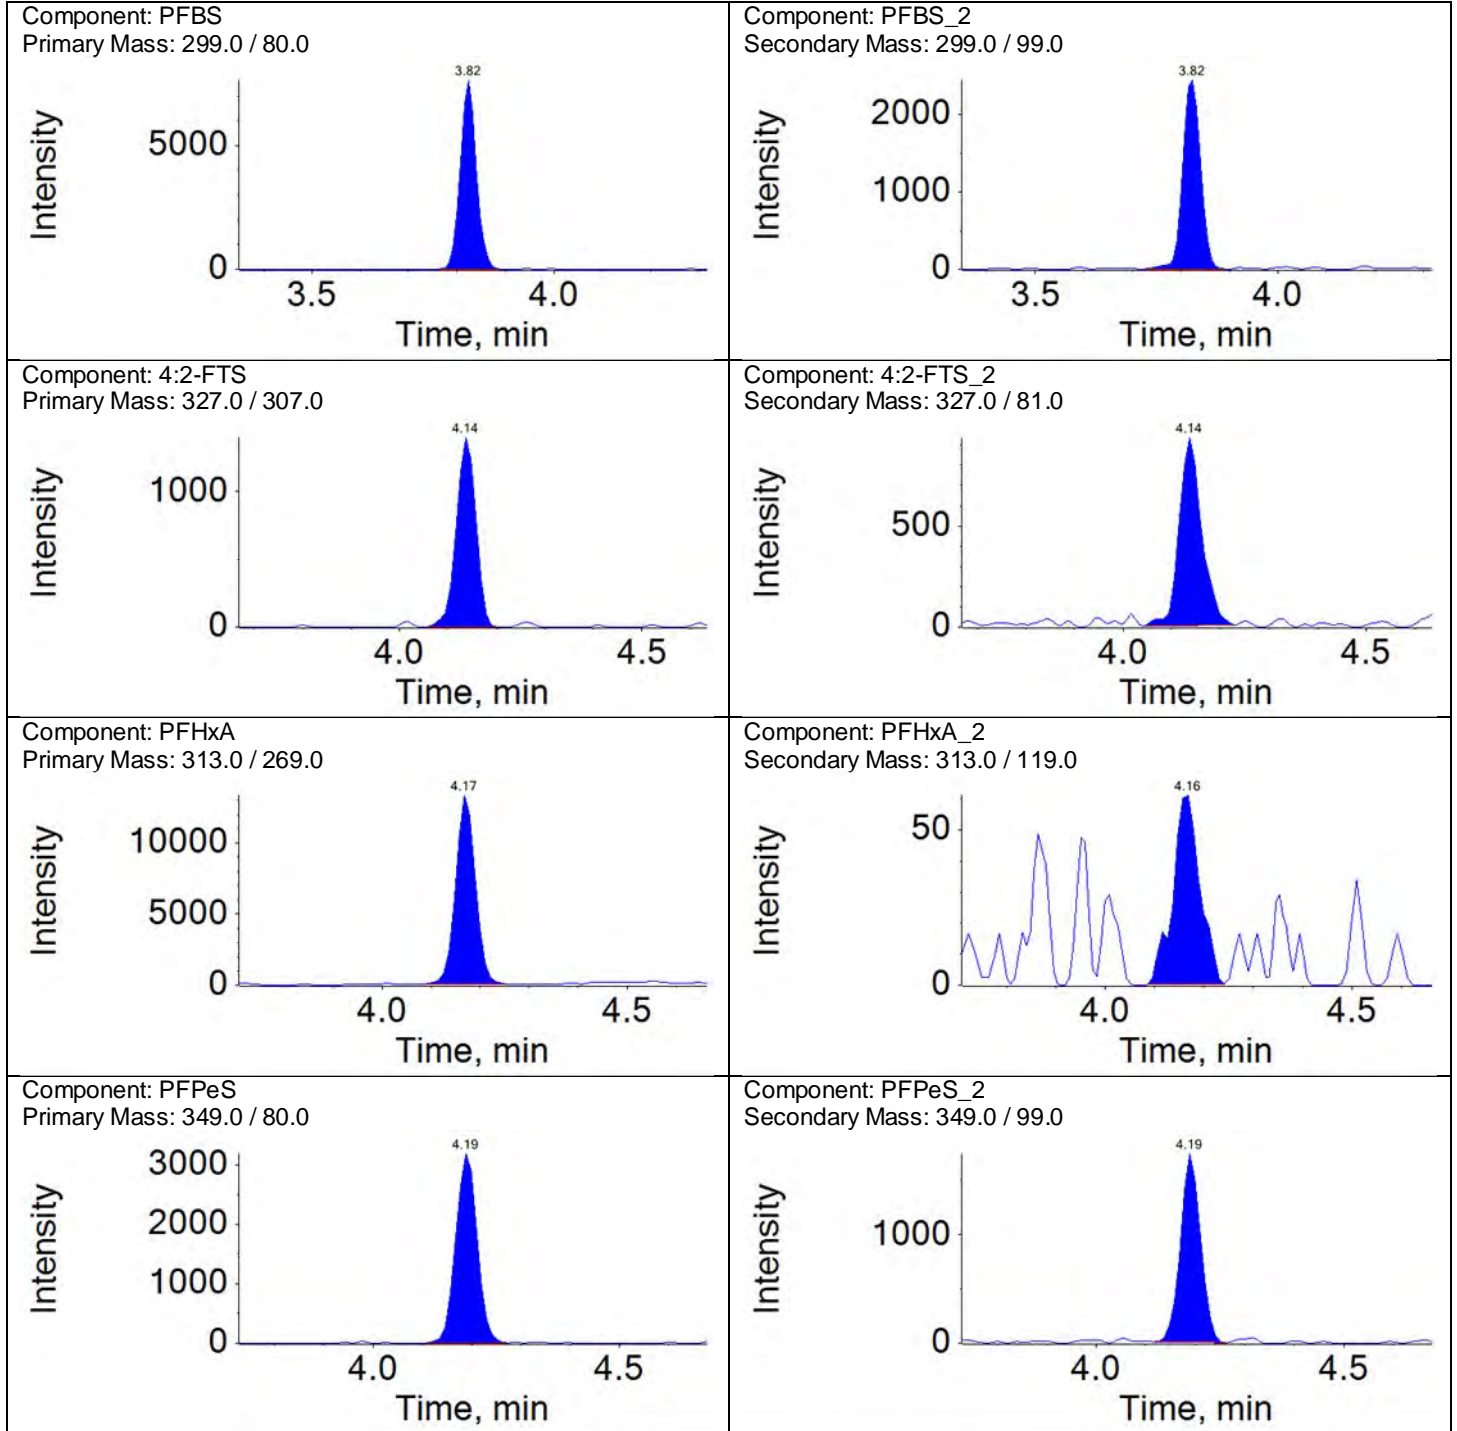 Component: PFBS
Primary Mass: 299.0 / 80.0
3.82
Intensity
5000
0
3.5 4.0
Time, min
Component: PFBS_2
Secondary Mass: 299.0 / 99.0
3.82
Intensity
2000
1000
0
3.5 4.0
Time, min
Component: 4:2-FTS
Primary Mass: 327.0 / 307.0
4.14
Intensity
1000
0
4.0 4.5
Time, min
Component: 4:2-FTS_2
Secondary Mass: 327.0 / 81.0
4.14
Intensity
500
0
4.0 4.5
Time, min
Component: PFHxA
Primary Mass: 313.0 / 269.0
4.17
Intensity
10000
5000
0
4.0 4.5
Time, min
Component: PFHxA_2
Secondary Mass: 313.0 / 119.0
4.16
Intensity
50
0
4.0 4.5
Time, min
Component: PFPeS
Primary Mass: 349.0 / 80.0
4.19
Intensity
3000
2000
1000
0
4.0 4.5
Time, min
Component: PFPeS_2
Secondary Mass: 349.0 / 99.0
4.19
Intensity
1000
0
4.0 4.5
Time, min